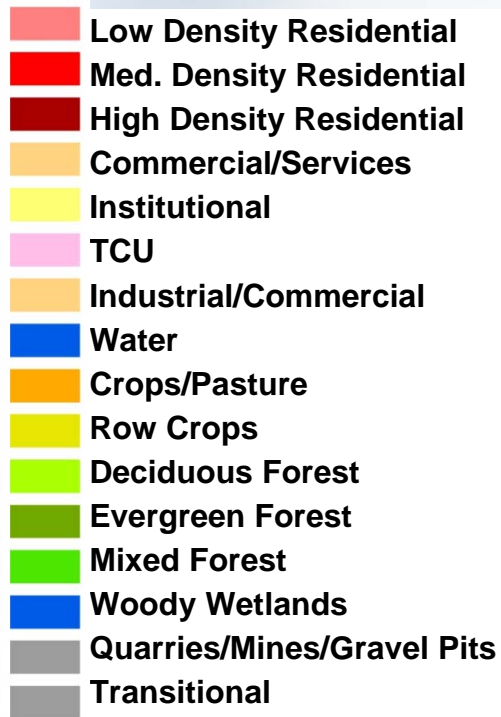 Low Density Residential
Med. Density Residential
High Density Residential
Commercial/Services
Institutional
TCU
Industrial/Commercial
Water
Crops/Pasture
Row Crops
Deciduous Forest
Evergreen Forest
Mixed Forest
Woody Wetlands
Quarries/Mines/Gravel Pits
Transitional